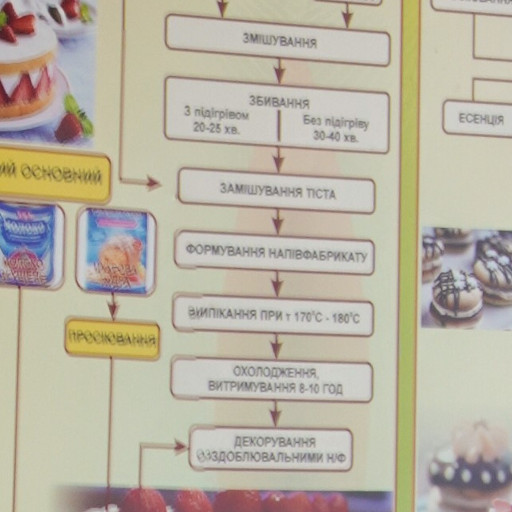 ЗМІШУВАННЯ
ЗБИВАННЯ
З підігрівом
20-25 хв.
Без підігріву
30-40 хв.
ЕСЕНЦІЯ
ОСНОВНИЙ
ЗАМІШУВАННЯ ТІСТА
ФОРМУВАННЯ НАПІВФАБРИКАТУ
ВИПІКАННЯ ПРИ т 170°С - 180°С
ПРОСІЮВАННЯ
ОХОЛОДЖЕННЯ,
ВИТРИМУВАННЯ 8-10 ГОД
ДЕКОРУВАННЯ
ОЗДОБЛЮВАЛЬНИМИ Н/Ф